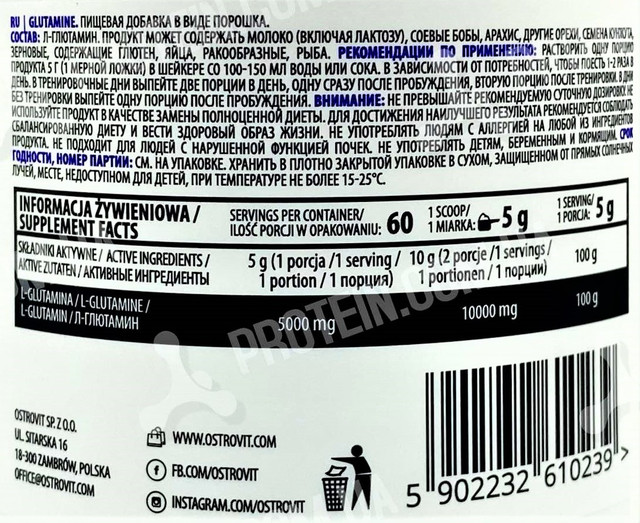 RU | GLUTAMINE. ПИЩЕВАЯ ДОБАВКА В ВИДЕ ПОРОШКА.
СОСТАВ: Л-ГЛЮТАМИН. ПРОДУКТ МОЖЕТ СОДЕРЖАТЬ МОЛОКО (ВКЛЮЧАЯ ЛАКТОЗУ), СОЕВЫЕ БОБЫ, АРАХИС, ДРУГИЕ ОРЕХИ, СЕМЕНА КУНЖУТА,
ЗЕРНОВЫЕ, СОДЕРЖАЩИЕ ГЛЮТЕН, ЯЙЦА, РАКООБРАЗНЫЕ, РЫБА. РЕКОМЕНДАЦИИ ПО ПРИМЕНЕНИЮ: РАСТВОРИТЬ ОДНУ ПОРЦИЮ
ПРОДУКТА 5 Г (1 МЕРНОЙ ЛОЖКИ) В ШЕЙКЕРЕ СО 100-150 МЛ ВОДЫ ИЛИ СОКА. В ЗАВИСИМОСТИ ОТ ПОТРЕБНОСТЕЙ, ЧТОБЫ ПОЕСТЬ 1-2 РАЗА В
ДЕНЬ. В ТРЕНИРОВОЧНЫЕ ДНИ ВЫПЕЙТЕ ДВЕ ПОРЦИИ В ДЕНЬ, ОДНУ СРАЗУ ПОСЛЕ ПРОБУЖДЕНИЯ, ВТОРУЮ ПОРЦИЮ ПОСЛЕ ТРЕНИРОВКИ. В ДНИ
БЕЗ ТРЕНИРОВКИ ВЫПЕЙТЕ ОДНУ ПОРЦИЮ ПОСЛЕ ПРОБУЖДЕНИЯ. ВНИМАНИЕ: НЕ ПРЕВЫШАЙТЕ РЕКОМЕНДУЕМУЮ СУТОЧНУЮ ДОЗИРОВКУ. НЕ
ИСПОЛЬЗУЙТЕ ПРОДУКТ В КАЧЕСТВЕ ЗАМЕНЫ ПОЛНОЦЕННОЙ ДИЕТЫ. ДЛЯ ДОСТИЖЕНИЯ НАИЛУЧШЕГО РЕЗУЛЬТАТА РЕКОМЕНДУЕТСЯ СОБЛЮДАТЬ
СБАЛАНСИРОВАННУЮ ДИЕТУ И ВЕСТИ ЗДОРОВЫЙ ОБРАЗ ЖИЗНИ. НЕ УПОТРЕБЛЯТЬ ЛЮДЯМ С АЛЛЕРГИЕЙ НА ЛЮБОЙ ИЗ ИНГРЕДИЕНТОВ
ПРОДУКТА. НЕ ПОДХОДИТ ДЛЯ ЛЮДЕЙ С НАРУШЕННОЙ ФУНКЦИЕЙ ПОЧЕК. НЕ УПОТРЕБЛЯТЬ ДЕТЯМ, БЕРЕМЕННЫМ И КОРМЯЩИМ. СРОК
ГОДНОСТИ, НОМЕР ПАРТИИ: СМ. НА УПАКОВКЕ. ХРАНИТЬ В ПЛОТНО ЗАКРЫТОЙ УПАКОВКЕ В СУХОМ, ЗАЩИЩЕННОМ ОТ ПРЯМЫХ СОЛНЕЧНЫХ
ЛУЧЕЙ, МЕСТЕ, НЕДОСТУПНОМ ДЛЯ ДЕТЕЙ, ПРИ ТЕМПЕРАТУРЕ НЕ БОЛЕЕ 15-25°С.
INFORMACJA ŻYWIENIOWA /
SUPPLEMENT FACTS
SERVINGS PER CONTAINER/
ILOŚĆ PORCJI W OPAKOWANIU: 60
1 SCOOP/
1 MIARKA: 5 g
1 SERVING/
1 PORCJA: 5 g
SKŁADNIKI AKTYWNE / ACTIVE INGREDIENTS /
AKTIVE ZUTATEN / АКТИВНЫЕ ИНГРЕДИЕНТЫ
5 g (1 porcja /1 serving /
1 portion / 1 порция)
10 g (2 porcje /1 servings /
1 portionen / 1 порции)
100 g
L-GLUTAMINA / L-GLUTAMINE /
L-GLUTAMIN / Л-ГЛЮТАМИН
5000 mg
10000 mg
100 g
PROTEIN.COM.UA
OSTROVIT SP. Z O.O.
UL. SITARSKA 16
18-300 ZAMBRÓW, POLSKA
OFFICE@OSTROVIT.COM
WWW.OSTROVIT.COM
FB.COM/OSTROVIT
INSTAGRAM.COM/OSTROVIT
5 902232 610239 >